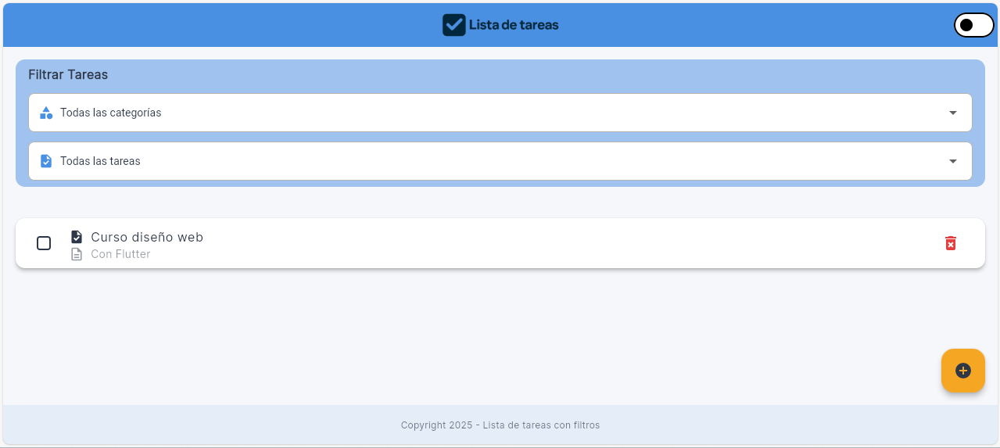 Lista de tareas
Filtrar Tareas
Todas las categorías
Todas las tareas
Curso diseño web
Con Flutter
Copyright 2025 - Lista de tareas con filtros